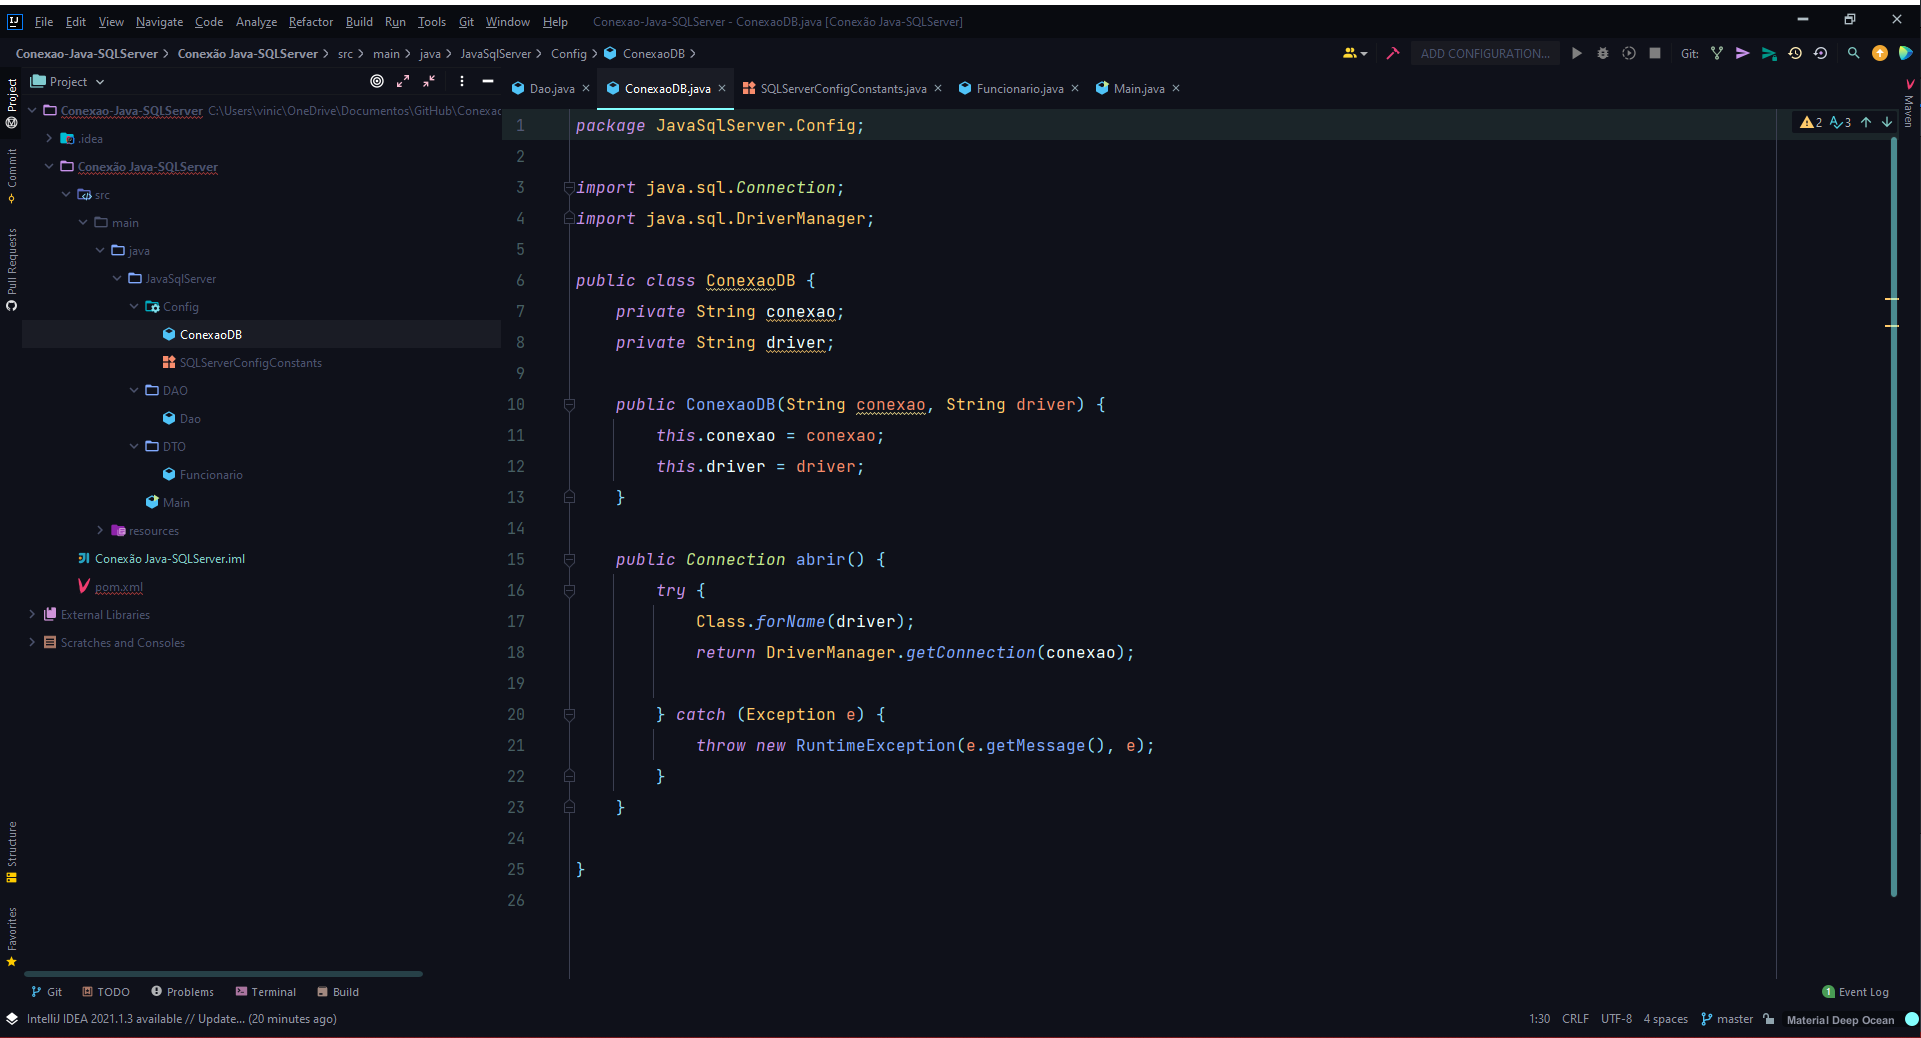 File Edit View Navigate Code Analyze Refactor Build Run Tools Git Window Help Conexao-Java-SQLServer - ConexaoDB.java [Conexão Java-SQLServer]
Conexao-Java-SQLServer Conexão Java-SQLServer src main java JavaSqlServer Config ConexaoDB ADD CONFIGURATION... Git:
Project
Dao.java ConexaoDB.java SQLServerConfigConstants.java Funcionario.java Main.java
Project
Commit
Pull Requests
Structure
Favorites
Maven
Conexao-Java-SQLServer C:\Users\vinic\OneDrive\Documentos\GitHub\Conexao
.idea
Conexão Java-SQLServer
src
main
java
JavaSqlServer
Config
ConexaoDB
SQLServerConfigConstants
DAO
Dao
DTO
Funcionario
Main
resources
Conexão Java-SQLServer.iml
pom.xml
External Libraries
Scratches and Consoles
2 3
1 package JavaSqlServer.Config;
2
3 import java.sql.Connection;
4 import java.sql.DriverManager;
5
6 public class ConexaoDB {
7 private String conexao;
8 private String driver;
9
10 public ConexaoDB(String conexao, String driver) {
11 this.conexao = conexao;
12 this.driver = driver;
13 }
14
15 public Connection abrir() {
16 try {
17 Class.forName(driver);
18 return DriverManager.getConnection(conexao);
19
20 } catch (Exception e) {
21 throw new RuntimeException(e.getMessage(), e);
22 }
23 }
24
25 }
26
Git TODO Problems Terminal Build 1 Event Log
IntelliJ IDEA 2021.1.3 available // Update... (20 minutes ago) 1:30 CRLF UTF-8 4 spaces master Material Deep Ocean